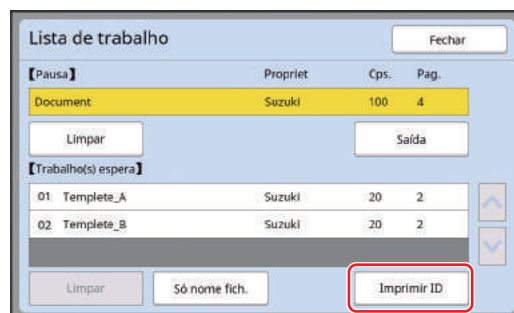 Lista de trabalho Fechar
【Pausa】 Propriet Cps. Pag.
Document Suzuki 100 4
Limpar Saída
【Trabalho(s) espera】
01 Templete_A Suzuki 20 2
02 Templete_B Suzuki 20 2
Limpar Só nome fich. Imprimir ID